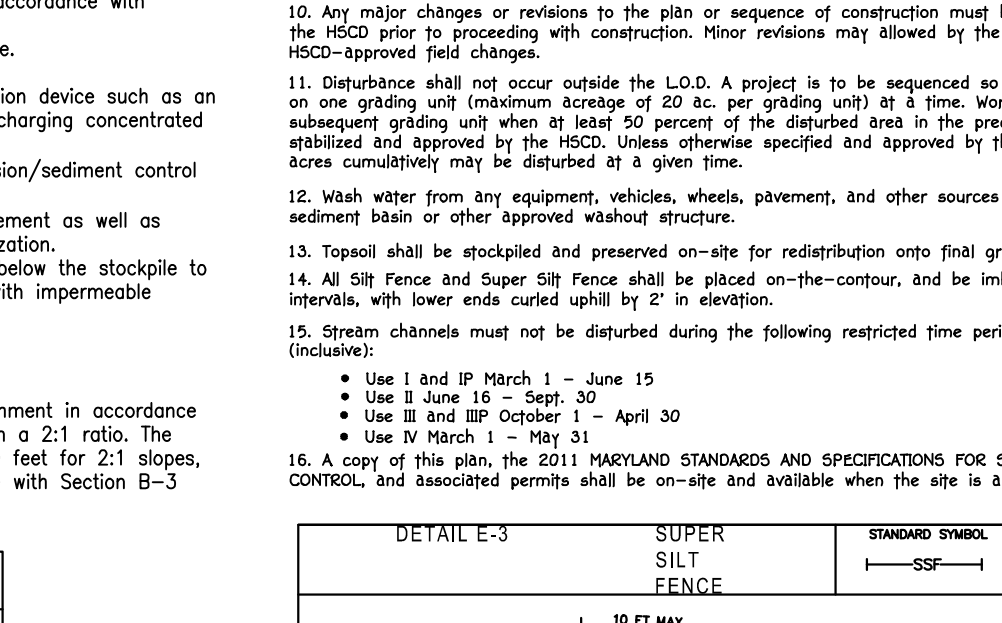 accordance with
e.
ion device such as an
charging concentrated
sion/sediment control
ement as well as
zation.
below the stockpile to
with impermeable
nment in accordance
a 2:1 ratio. The
feet for 2:1 slopes,
with Section B-3
10. Any major changes or revisions to the plan or sequence of construction must
the HSCD prior to proceeding with construction. Minor revisions may allowed by the
HSCD-approved field changes.
11. Disturbance shall not occur outside the L.O.D. A project is to be sequenced so
on one grading unit (maximum acreage of 20 ac. per grading unit) at a time. Wor
subsequent grading unit when at least 50 percent of the disturbed area in the prec
stabilized and approved by the HSCD. Unless otherwise specified and approved by th
acres cumulatively may be disturbed at a given time.
12. Wash water from any equipment, vehicles, wheels, pavement, and other sources
sediment basin or other approved washout structure.
13. Topsoil shall be stockpiled and preserved on-site for redistribution onto final gr
14. All Silt Fence and Super Silt Fence shall be placed on-the-contour, and be imb
intervals, with lower ends curled uphill by 2' in elevation.
15. Stream channels must not be disturbed during the following restricted time peri
(inclusive):
• Use I and IP March 1 - June 15
• Use II June 16 - Sept. 30
• Use III and IIIP October 1 - April 30
• Use IV March 1 - May 31
16. A copy of this plan, the 2011 MARYLAND STANDARDS AND SPECIFICATIONS FOR S
CONTROL, and associated permits shall be on-site and available when the site is a
DETAIL E-3
SUPER
SILT
FENCE
STANDARD SYMBOL
SSF
10 FT MAX